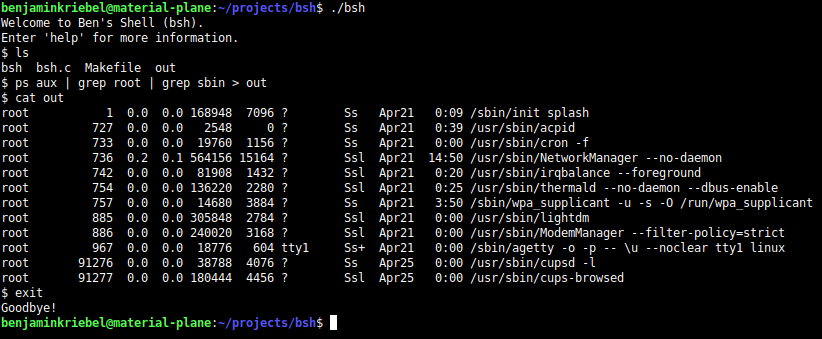 benjaminkriebel@material-plane:~/projects/bsh$ ./bsh
Welcome to Ben's Shell (bsh).
Enter 'help' for more information.
$ ls
bsh  bsh.c  Makefile  out
$ ps aux | grep root | grep sbin > out
$ cat out
root           1  0.0  0.0 168948  7096 ?        Ss   Apr21   0:09 /sbin/init splash
root         727  0.0  0.0   2548     0 ?        Ss   Apr21   0:39 /usr/sbin/acpid
root         733  0.0  0.0  19760  1156 ?        Ss   Apr21   0:00 /usr/sbin/cron -f
root         736  0.2  0.1 564156 15164 ?        Ssl  Apr21  14:50 /usr/sbin/NetworkManager --no-daemon
root         742  0.0  0.0  81908  1432 ?        Ssl  Apr21   0:20 /usr/sbin/irqbalance --foreground
root         754  0.0  0.0 136220  2280 ?        Ssl  Apr21   0:25 /usr/sbin/thermald --no-daemon --dbus-enable
root         757  0.0  0.0  14680  3884 ?        Ss   Apr21   3:50 /sbin/wpa_supplicant -u -s -O /run/wpa_supplicant
root         885  0.0  0.0 305848  2784 ?        Ssl  Apr21   0:00 /usr/sbin/lightdm
root         886  0.0  0.0 240020  3168 ?        Ssl  Apr21   0:00 /usr/sbin/ModemManager --filter-policy=strict
root         967  0.0  0.0  18776   604 tty1     Ss+  Apr21   0:00 /sbin/agetty -o -p -- \u --noclear tty1 linux
root       91276  0.0  0.0  38788  4076 ?        Ss   Apr25   0:00 /usr/sbin/cupsd -l
root       91277  0.0  0.0 180444  4456 ?        Ssl  Apr25   0:00 /usr/sbin/cups-browsed
$ exit
Goodbye!
benjaminkriebel@material-plane:~/projects/bsh$